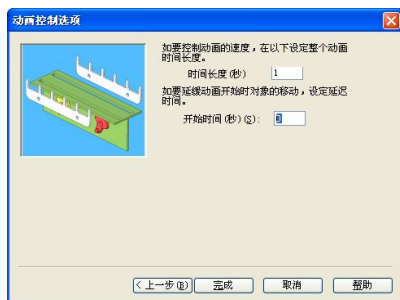 动画控制选项
如要控制动画的速度，在以下设定整个动画
时间长度。
时间长度(秒) 1
如要延缓动画开始时对象的移动，设定延迟
时间。
开始时间(秒)(S): 0
<上一步(B) 完成 取消 帮助